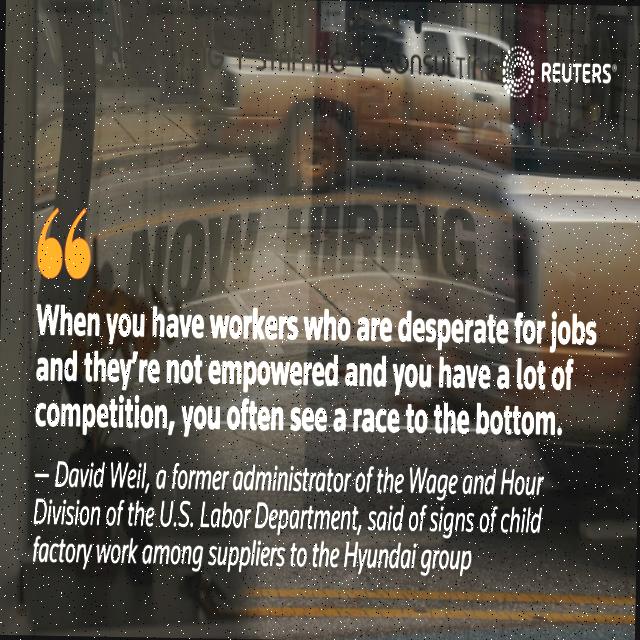 REUTERS
NOW HIRING
When you have workers who are desperate for jobs
and they're not empowered and you have a lot of
competition, you often see a race to the bottom.
– David Weil, a former administrator of the Wage and Hour
Division of the U.S. Labor Department, said of signs of child
factory work among suppliers to the Hyundai group